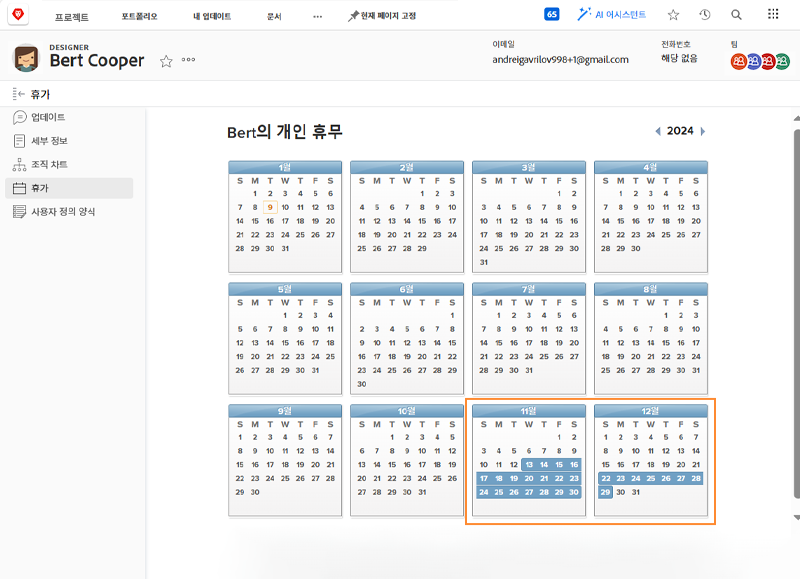 프로젝트 포트폴리오 내 업데이트 문서 ··· 현재 페이지 고정 65 AI 어시스턴트
DESIGNER
Bert Cooper
이메일
andreigavrilov998+1@gmail.com
전화번호
해당 없음
팀
휴가
업데이트
세부 정보
조직 차트
휴가
사용자 정의 양식
Bert의 개인 휴무
2024
1월
S M T W T F S
1 2 3 4 5 6
7 8 9 10 11 12 13
14 15 16 17 18 19 20
21 22 23 24 25 26 27
28 29 30 31
2월
S M T W T F S
1 2 3
4 5 6 7 8 9 10
11 12 13 14 15 16 17
18 19 20 21 22 23 24
25 26 27 28 29
3월
S M T W T F S
1 2
3 4 5 6 7 8 9
10 11 12 13 14 15 16
17 18 19 20 21 22 23
24 25 26 27 28 29 30
31
4월
S M T W T F S
1 2 3 4 5 6
7 8 9 10 11 12 13
14 15 16 17 18 19 20
21 22 23 24 25 26 27
28 29 30
5월
S M T W T F S
1 2 3 4
5 6 7 8 9 10 11
12 13 14 15 16 17 18
19 20 21 22 23 24 25
26 27 28 29 30 31
6월
S M T W T F S
1
2 3 4 5 6 7 8
9 10 11 12 13 14 15
16 17 18 19 20 21 22
23 24 25 26 27 28 29
30
7월
S M T W T F S
1 2 3 4 5 6
7 8 9 10 11 12 13
14 15 16 17 18 19 20
21 22 23 24 25 26 27
28 29 30 31
8월
S M T W T F S
1 2 3
4 5 6 7 8 9 10
11 12 13 14 15 16 17
18 19 20 21 22 23 24
25 26 27 28 29 30 31
9월
S M T W T F S
1 2 3 4 5 6 7
8 9 10 11 12 13 14
15 16 17 18 19 20 21
22 23 24 25 26 27 28
29 30
10월
S M T W T F S
1 2 3 4 5
6 7 8 9 10 11 12
13 14 15 16 17 18 19
20 21 22 23 24 25 26
27 28 29 30 31
11월
S M T W T F S
1 2
3 4 5 6 7 8 9
10 11 12 13 14 15 16
17 18 19 20 21 22 23
24 25 26 27 28 29 30
12월
S M T W T F S
1 2 3 4 5 6 7
8 9 10 11 12 13 14
15 16 17 18 19 20 21
22 23 24 25 26 27 28
29 30 31